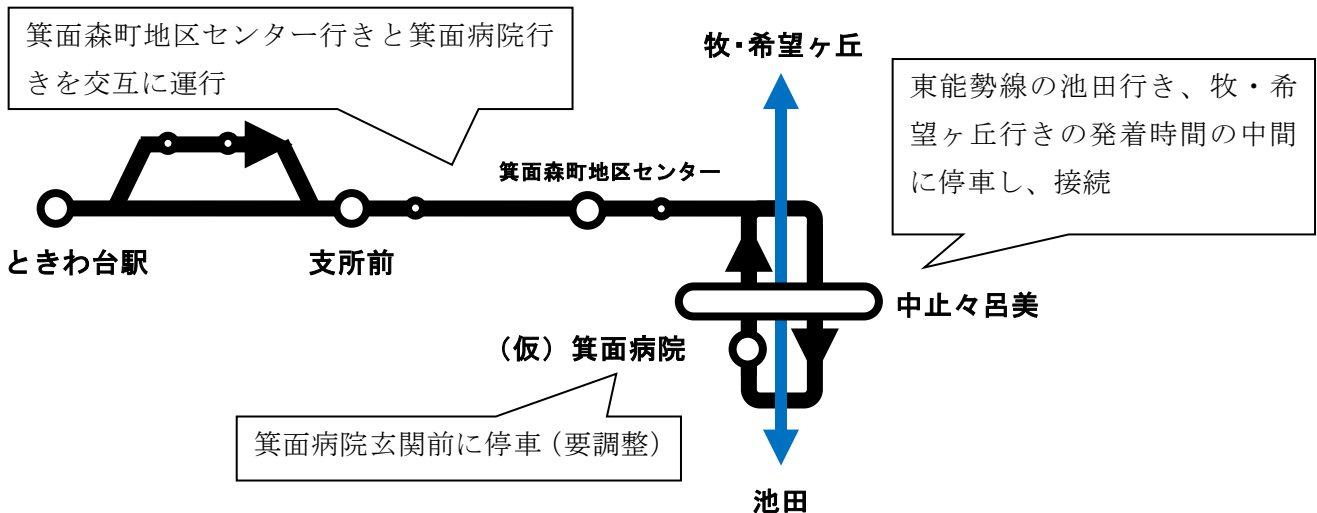 箕面森町地区センター行きと箕面病院行
きを交互に運行
牧・希望ヶ丘
東能勢線の池田行き、牧・希
望ヶ丘行きの発着時間の中間
に停車し、接続
箕面森町地区センター
ときわ台駅
支所前
中止々呂美
（仮）箕面病院
箕面病院玄関前に停車（要調整）
池田